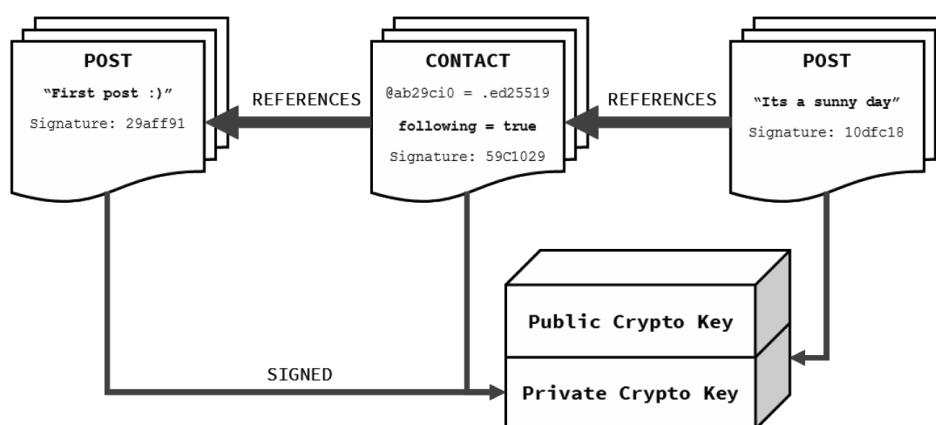 POST
“First post :)”
Signature: 29aff91
REFERENCES
CONTACT
@ab29ci0 = .ed25519
following = true
Signature: 59C1029
REFERENCES
POST
“Its a sunny day”
Signature: 10dfc18
Public Crypto Key
SIGNED
Private Crypto Key